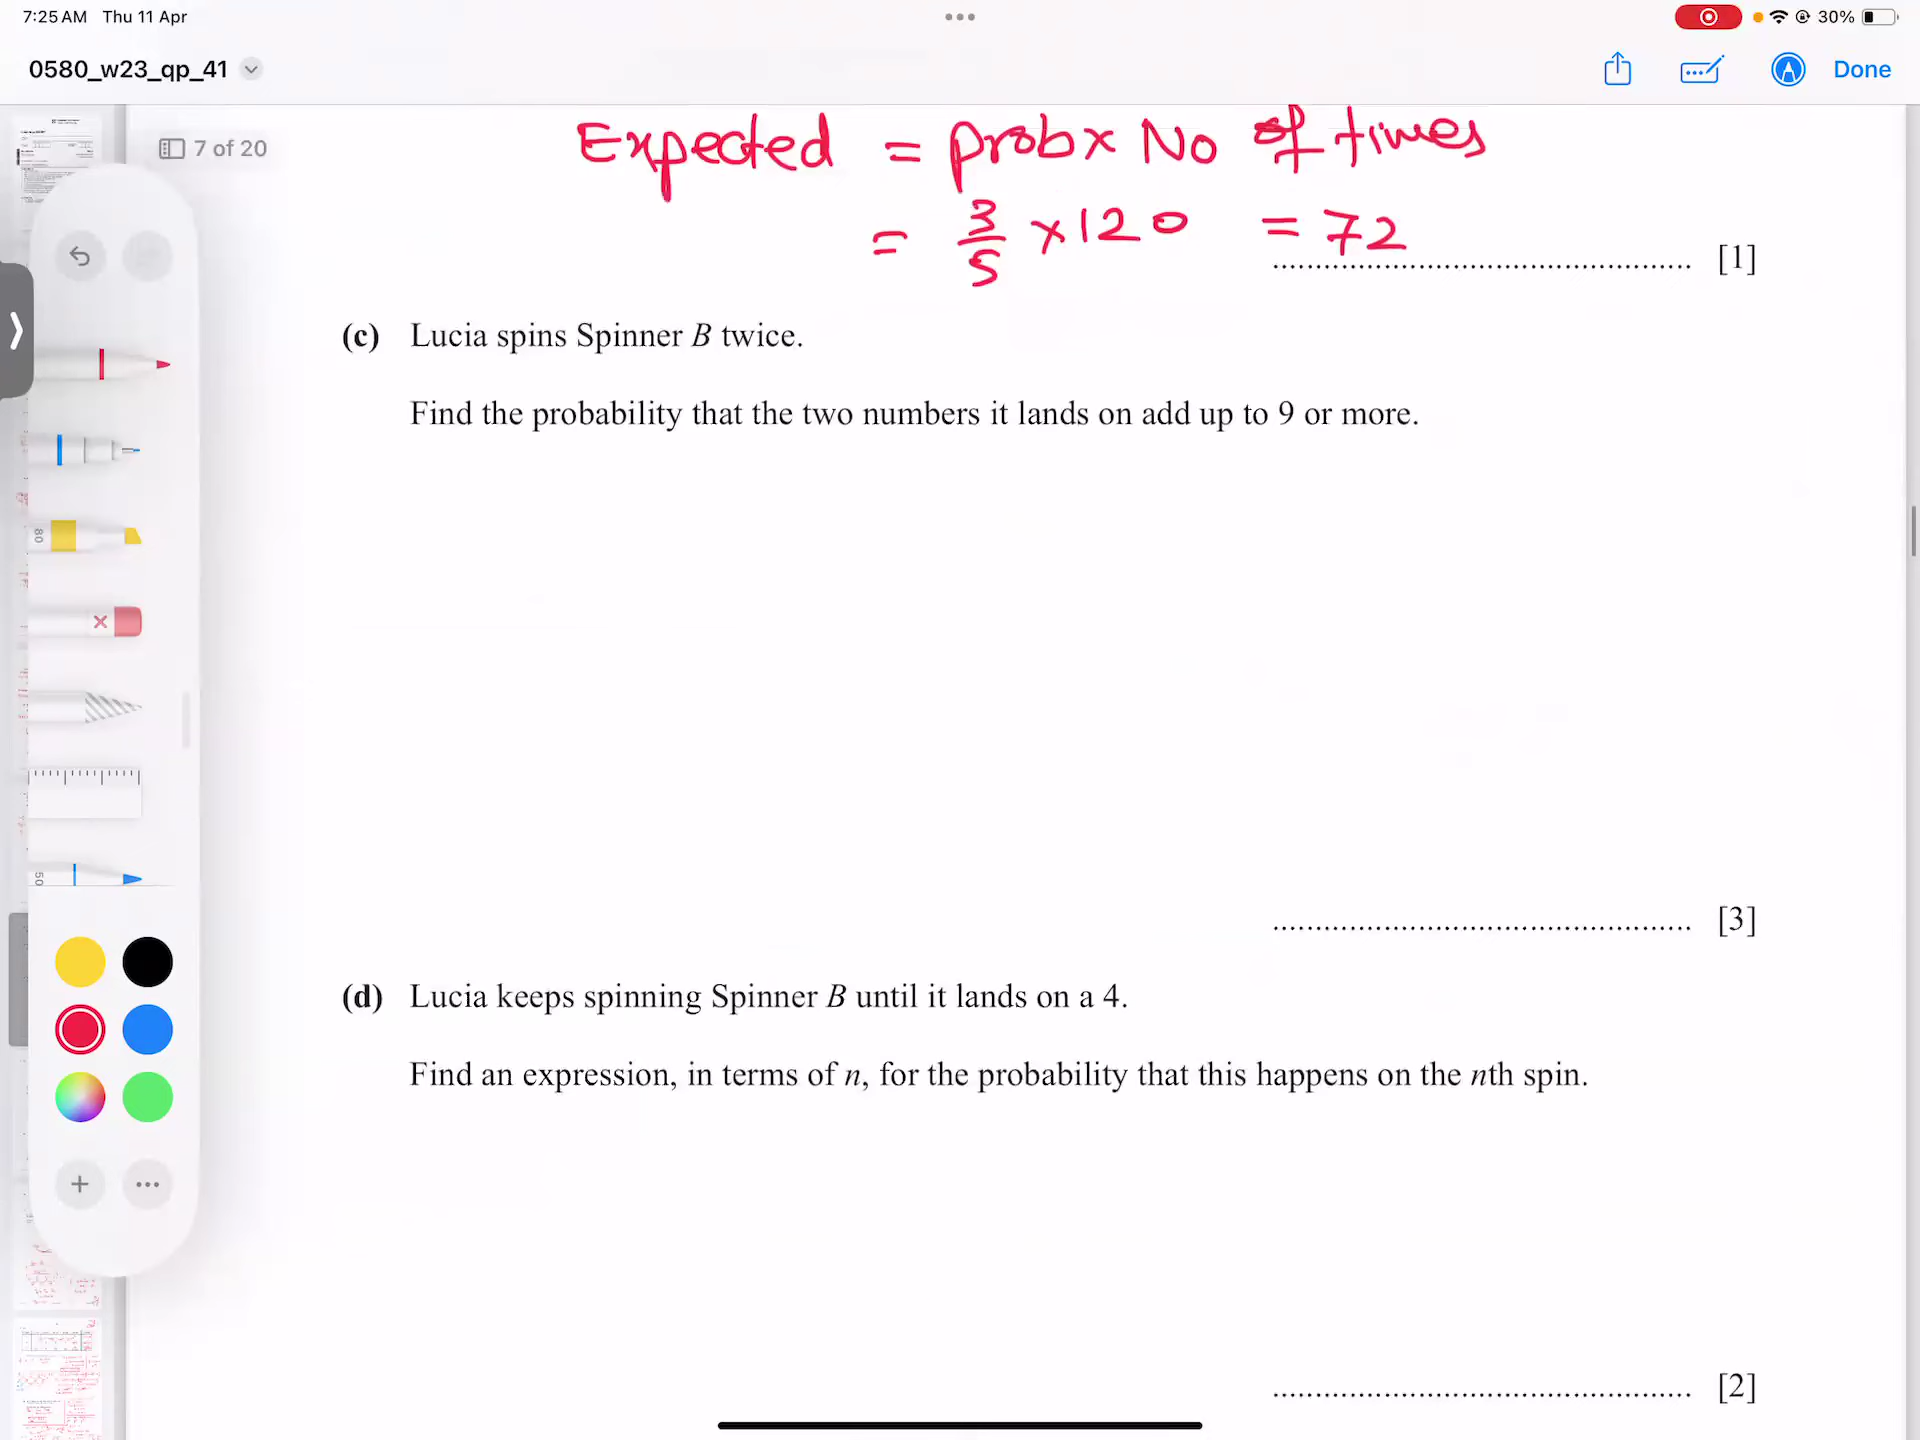 7:25 AM Thu 11 Apr
30%
0580_w23_qp_41
Done
7 of 20
Expected = prob x No of times
= 3/5 x 120 = 72
[1]
(c) Lucia spins Spinner B twice.
Find the probability that the two numbers it lands on add up to 9 or more.
80
50
[3]
(d) Lucia keeps spinning Spinner B until it lands on a 4.
Find an expression, in terms of n, for the probability that this happens on the nth spin.
[2]